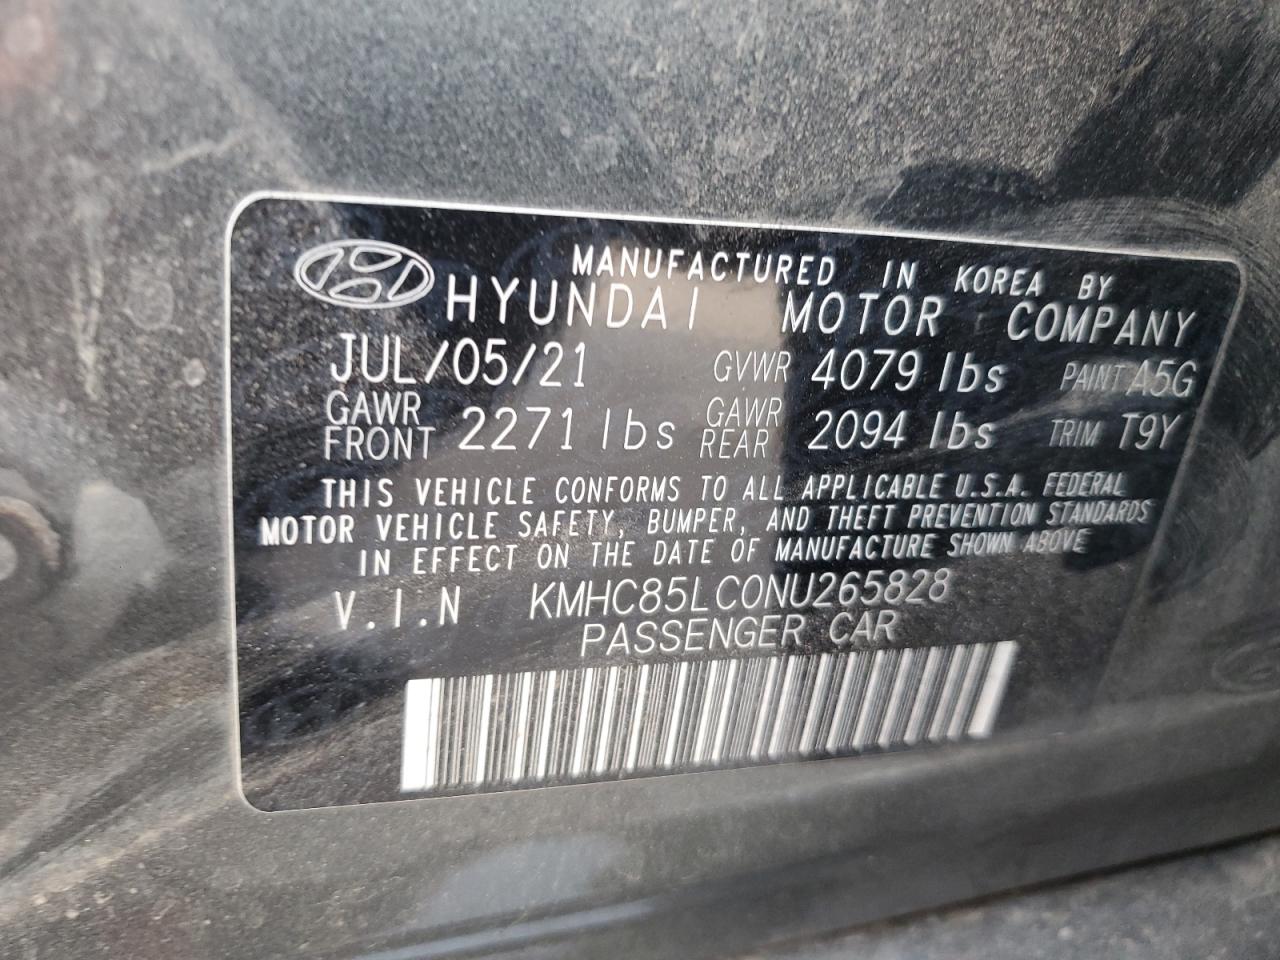 MANUFACTURED IN KOREA BY
HYUNDAI MOTOR COMPANY
JUL/05/21 GVWR 4079 lbs PAINT A5G
GAWR FRONT 2271 lbs GAWR REAR 2094 lbs TRIM T9Y
THIS VEHICLE CONFORMS TO ALL APPLICABLE U.S.A. FEDERAL
MOTOR VEHICLE SAFETY, BUMPER, AND THEFT PREVENTION STANDARDS
IN EFFECT ON THE DATE OF MANUFACTURE SHOWN ABOVE
V.I.N KMHC85LC0NU265828
PASSENGER CAR